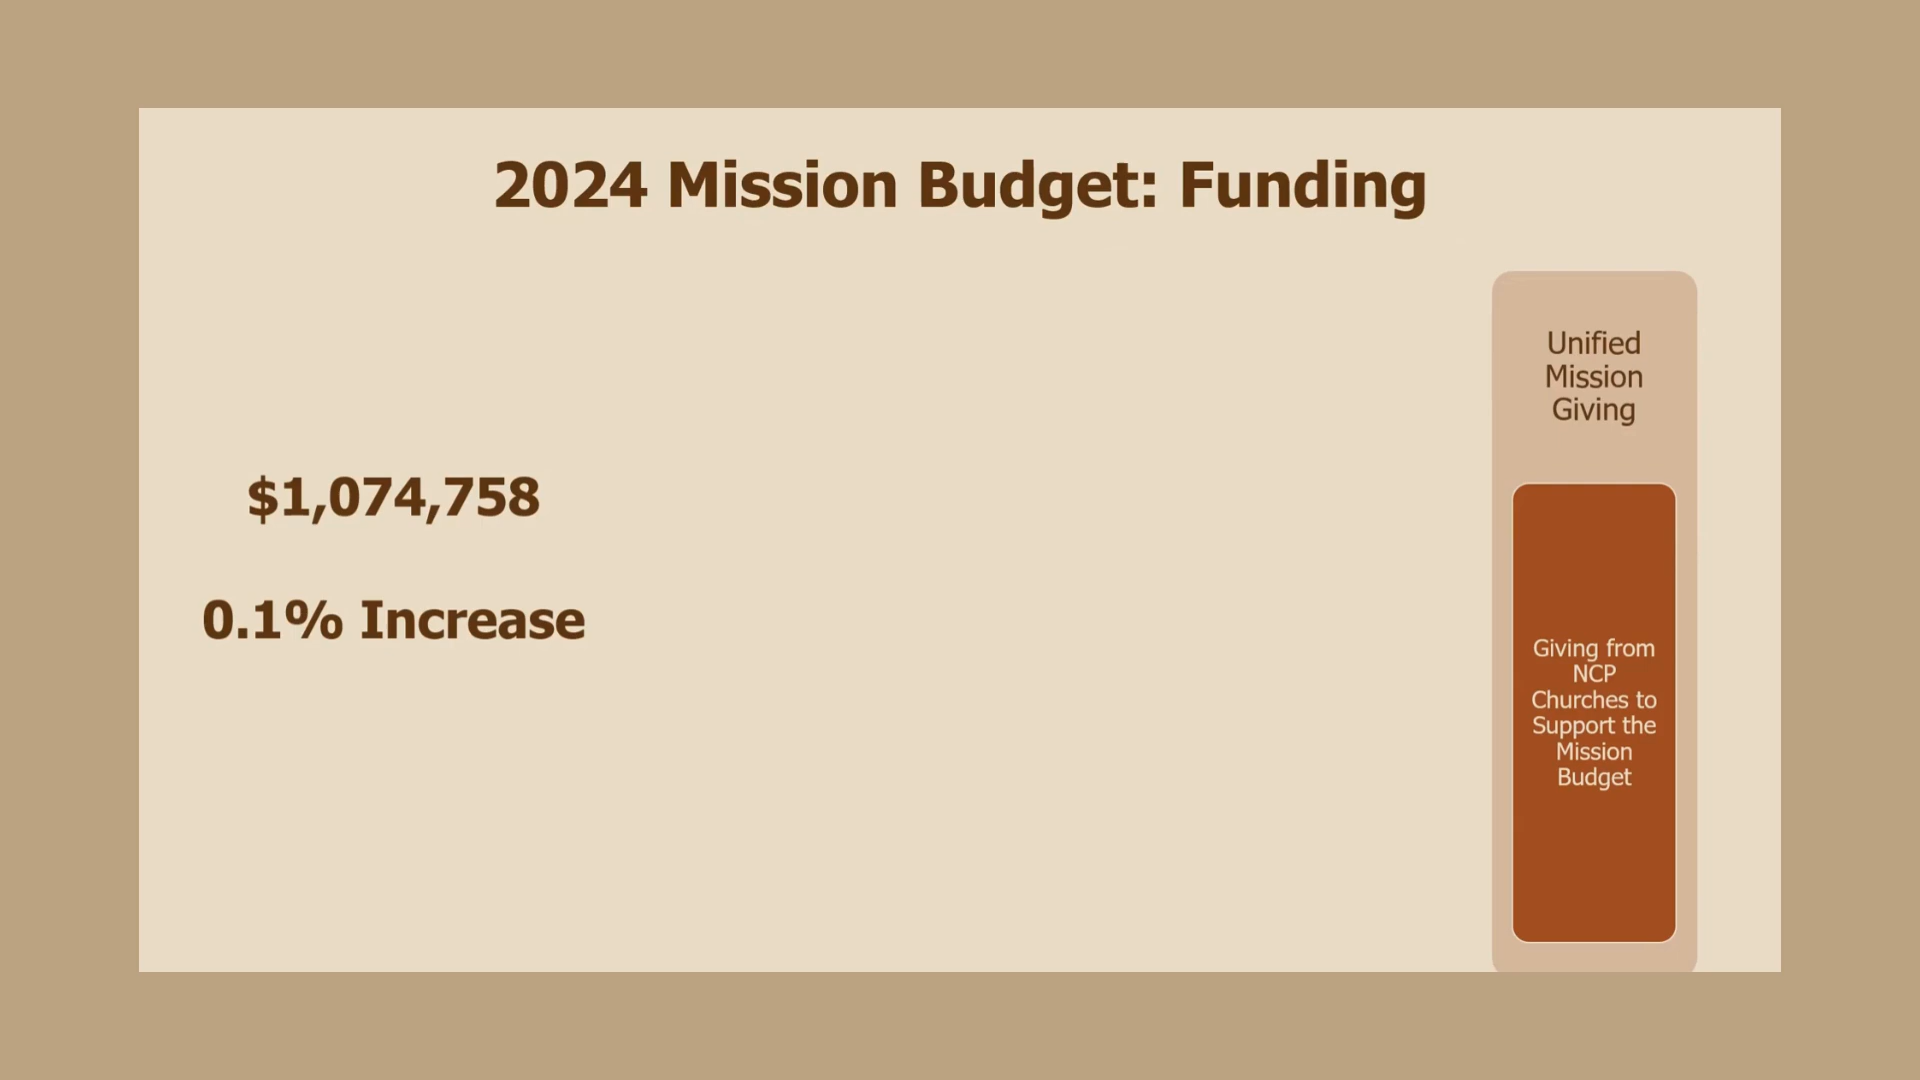 2024 Mission Budget: Funding
$1,074,758
0.1% Increase
Unified
Mission
Giving
Giving from
NCP
Churches to
Support the
Mission
Budget